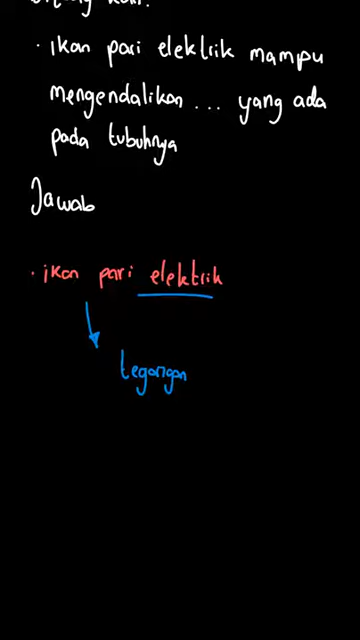 · ikan pari elektrik mampu
mengendalikan ... yang ada
pada tubuhnya
Jawab
· ikan pari elektrik
tegangan